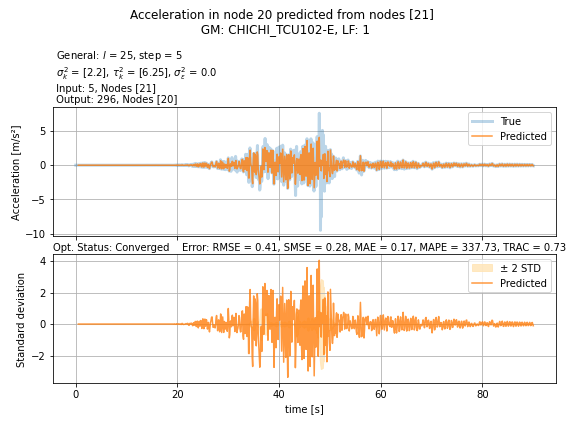 Acceleration in node 20 predicted from nodes [21]
GM: CHICHI_TCU102-E, LF: 1
General: l = 25, step = 5
σ²ₖ = [2.2], τ²ₖ = [6.25], σ²ε = 0.0
Input: 5, Nodes [21]
Output: 296, Nodes [20]
Acceleration [m/s²]
5
0
−5
−10
True
Predicted
Opt. Status: Converged Error: RMSE = 0.41, SMSE = 0.28, MAE = 0.17, MAPE = 337.73, TRAC = 0.73
Standard deviation
4
2
0
−2
± 2 STD
Predicted
0 20 40 60 80
time [s]